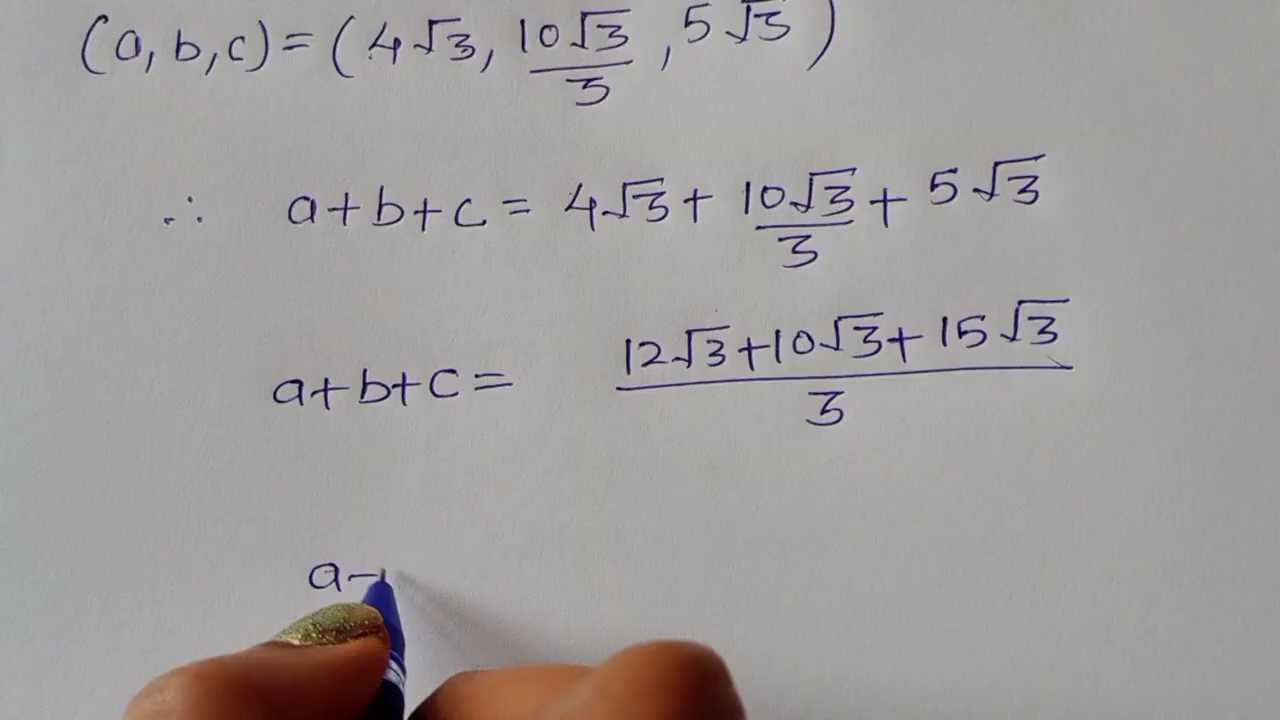 (a,b,c)=(4√3, 10√3/3, 5√3)
∴ a+b+c= 4√3+ 10√3/3 + 5√3
a+b+c= 12√3+10√3+15√3/3
a-